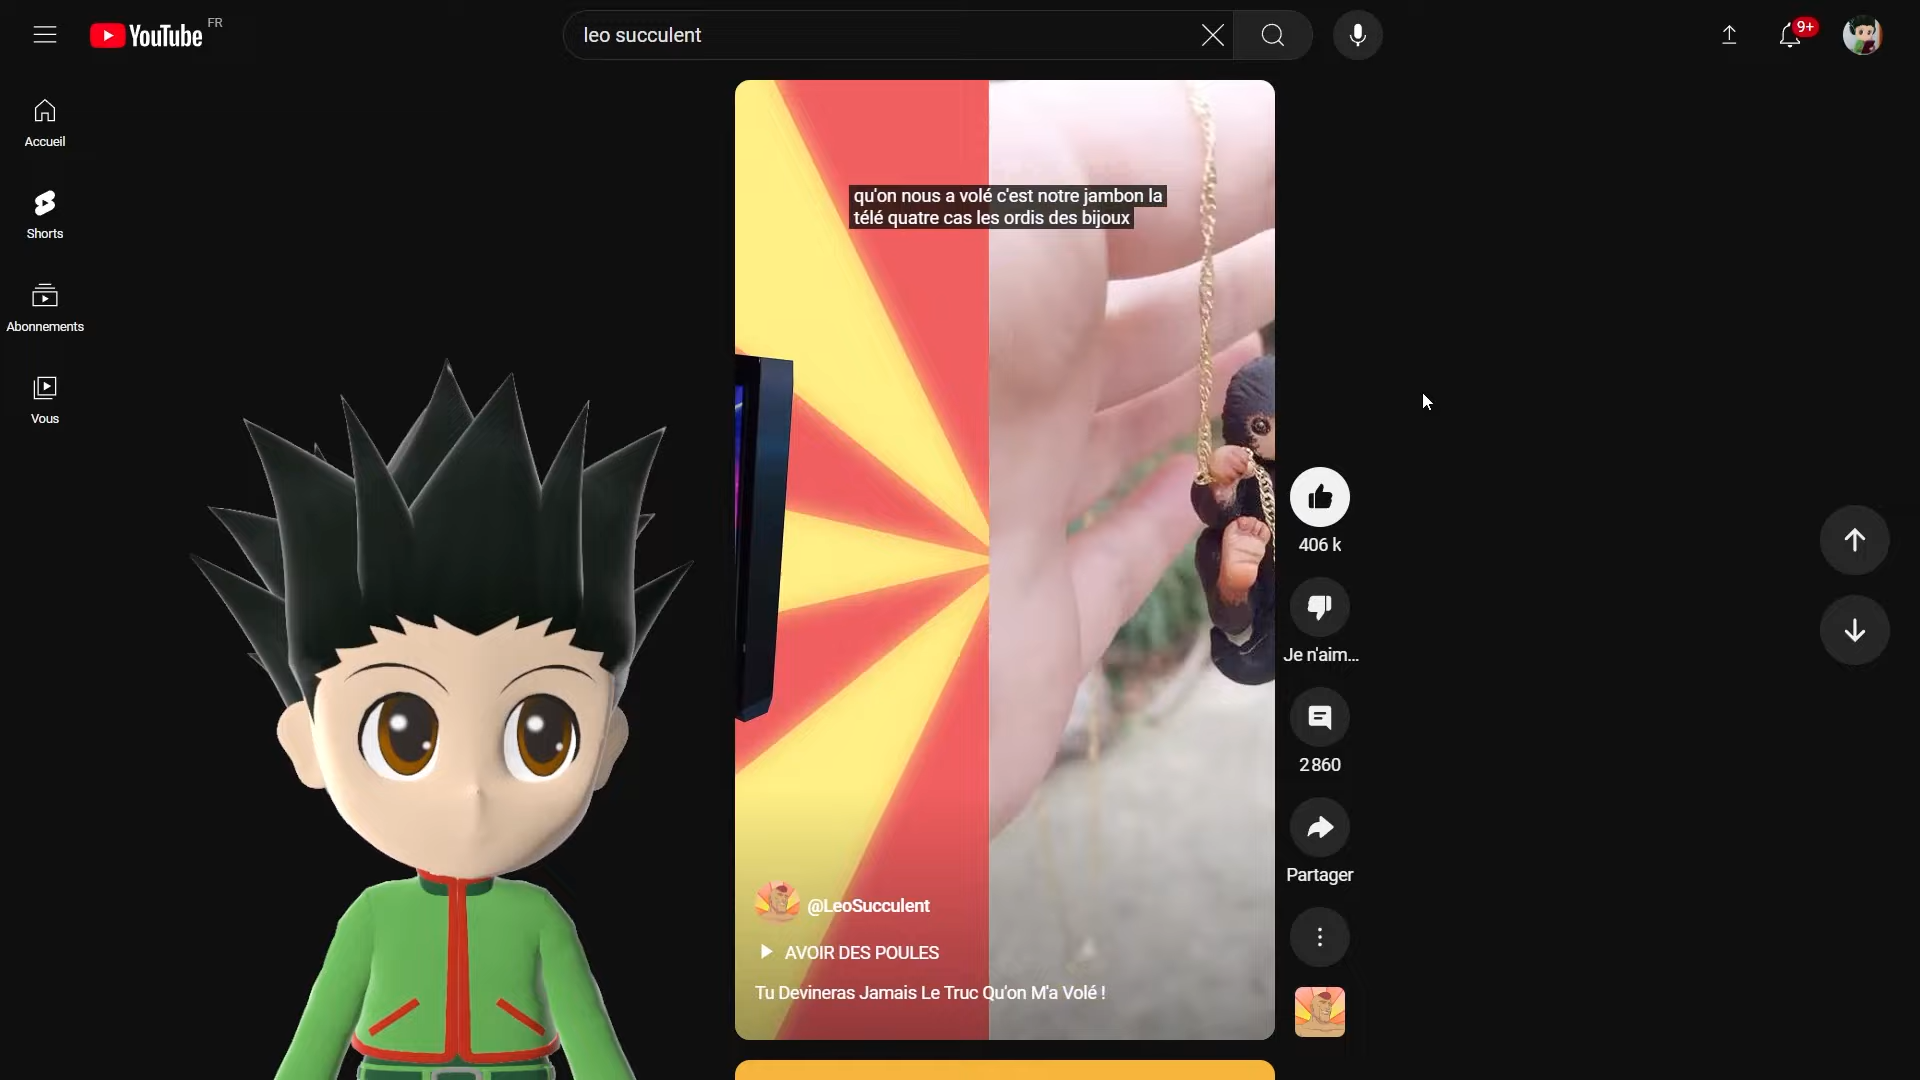 YouTube FR
leo succulent
9+
Accueil
Shorts
Abonnements
Vous
qu'on nous a volé c'est notre jambon la
télé quatre cas les ordis des bijoux
406 k
Je n'aim...
2 860
Partager
@LeoSucculent
AVOIR DES POULES
Tu Devineras Jamais Le Truc Qu'on M'a Volé !